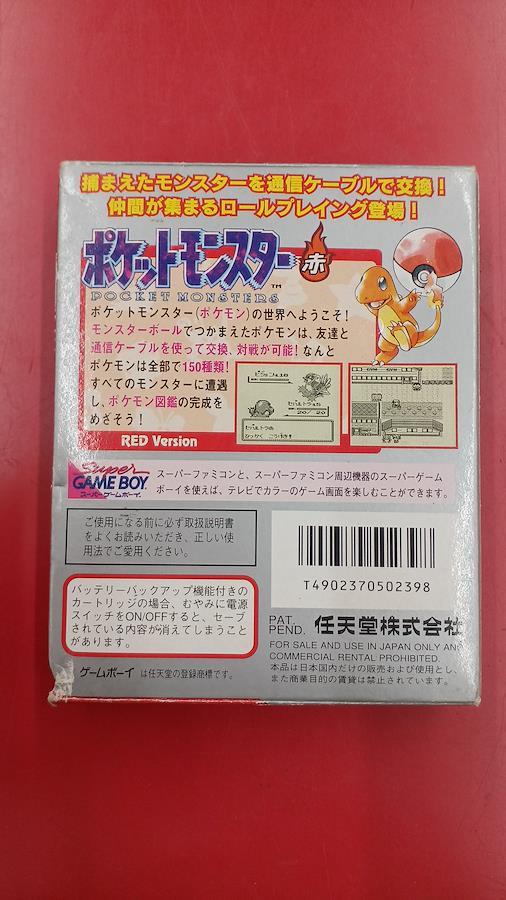 捕まえたモンスターを通信ケーブルで交換！
仲間が集まるロールプレイング登場！
ポケットモンスター 赤
TM
POCKET MONSTERS
ポケットモンスター(ポケモン)の世界へようこそ！
モンスターボールでつかまえたポケモンは、友達と
通信ケーブルを使って交換、対戦が可能！なんと
ポケモンは全部で150種類！
すべてのモンスターに遭遇
し、ポケモン図鑑の完成を
めざそう！
RED Version
20/20
ひっかく こうげき！
Super
GAME BOY
スーパーゲームボーイ
スーパーファミコンと、スーパーファミコン周辺機器のスーパーゲーム
ボーイを使えば、テレビでカラーのゲーム画面を楽しむことができます。
ご使用になる前に必ず取扱説明書
をよくお読みいただき、正しい使
用法でご愛用ください。
T4902370502398
バッテリーバックアップ機能付きの
カートリッジの場合、むやみに電源
スイッチをON/OFFすると、セーブ
されている内容が消えてしまうこと
があります。
PAT.
PEND. 任天堂株式会社
FOR SALE AND USE IN JAPAN ONLY AND
COMMERCIAL RENTAL PROHIBITED.
本品は日本国内だけの販売および使用とし、
また商業目的の賃貸は禁止されています。
ゲームボーイ は任天堂の登録商標です。